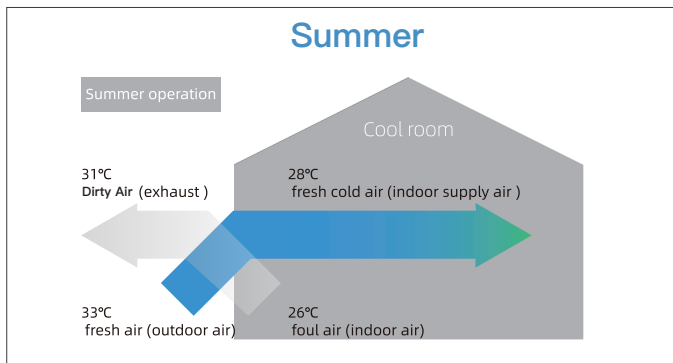 Summer
Summer operation
Cool room
31℃
Dirty Air (exhaust )
28℃
fresh cold air (indoor supply air )
33℃
fresh air (outdoor air)
26℃
foul air (indoor air)